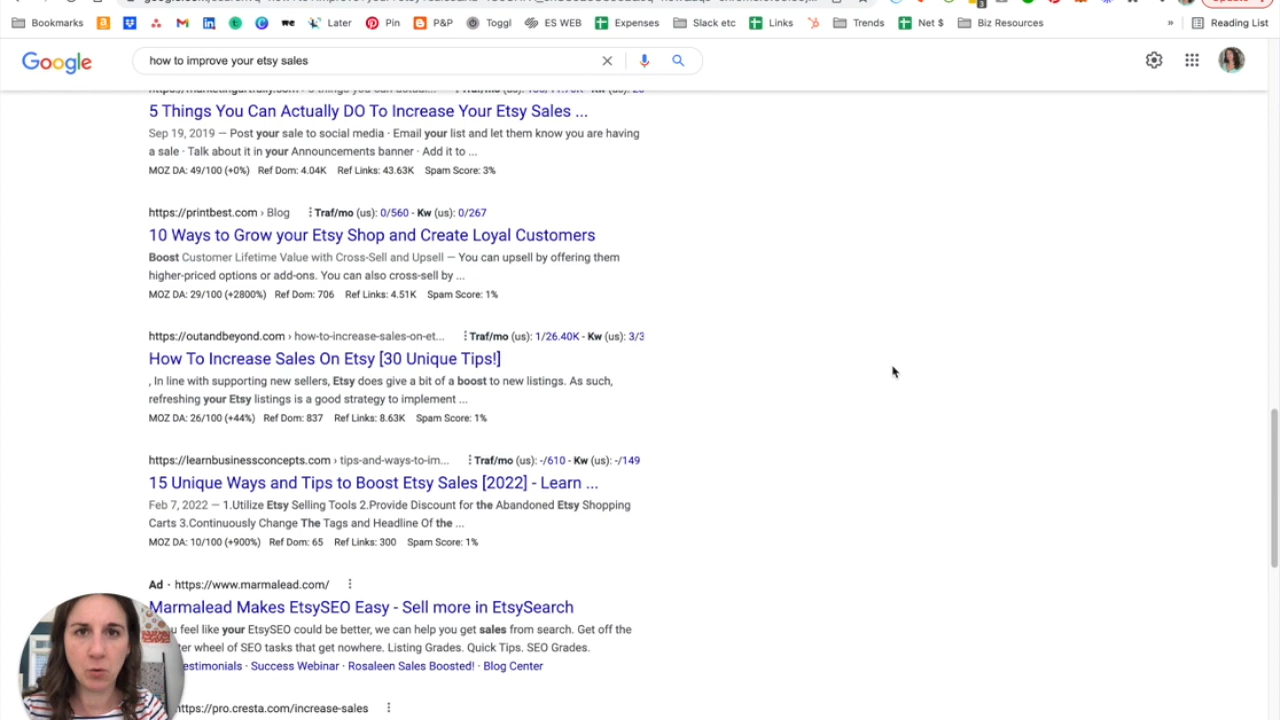 Bookmarks Later Pin P&P Toggl ES WEB Expenses Slack etc Links Trends Net $ Biz Resources » Reading List
Google how to improve your etsy sales
5 Things You Can Actually DO To Increase Your Etsy Sales ...
Sep 19, 2019 — Post your sale to social media · Email your list and let them know you are having
a sale · Talk about it in your Announcements banner · Add it to ...
MOZ DA: 49/100 (+0%) Ref Dom: 4.04K Ref Links: 43.63K Spam Score: 3%
https://printbest.com › Blog Traf/mo (us): 0/560 - Kw (us): 0/267
10 Ways to Grow your Etsy Shop and Create Loyal Customers
Boost Customer Lifetime Value with Cross-Sell and Upsell — You can upsell by offering them
higher-priced options or add-ons. You can also cross-sell by ...
MOZ DA: 29/100 (+2800%) Ref Dom: 706 Ref Links: 4.51K Spam Score: 1%
https://outandbeyond.com › how-to-increase-sales-on-et... Traf/mo (us): 1/26.40K - Kw (us): 3/3
How To Increase Sales On Etsy [30 Unique Tips!]
, In line with supporting new sellers, Etsy does give a bit of a boost to new listings. As such,
refreshing your Etsy listings is a good strategy to implement ...
MOZ DA: 26/100 (+44%) Ref Dom: 837 Ref Links: 8.63K Spam Score: 1%
https://learnbusinessconcepts.com › tips-and-ways-to-im... Traf/mo (us): -/610 - Kw (us): -/149
15 Unique Ways and Tips to Boost Etsy Sales [2022] - Learn ...
Feb 7, 2022 — 1.Utilize Etsy Selling Tools 2.Provide Discount for the Abandoned Etsy Shopping
Carts 3.Continuously Change The Tags and Headline Of the ...
MOZ DA: 10/100 (+900%) Ref Dom: 65 Ref Links: 300 Spam Score: 1%
Ad · https://www.marmalead.com/
Marmalead Makes EtsySEO Easy - Sell more in EtsySearch
feel like your EtsySEO could be better, we can help you get sales from search. Get off the
wheel of SEO tasks that get nowhere. Listing Grades. Quick Tips. SEO Grades.
estimonials · Success Webinar · Rosaleen Sales Boosted! · Blog Center
ttps://pro.cresta.com/increase-sales